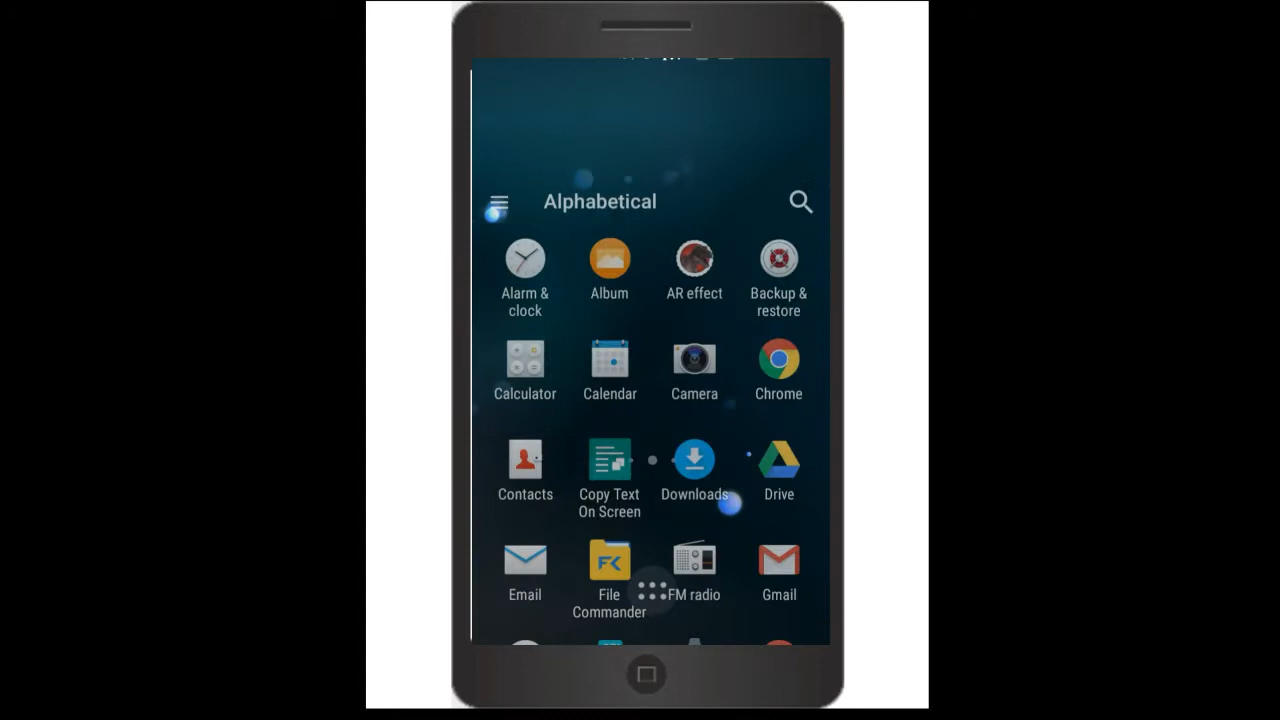 Alphabetical
Alarm &
clock
Album
AR effect
Backup &
restore
Calculator
Calendar
Camera
Chrome
Contacts
Copy Text
On Screen
Downloads
Drive
Email
File
Commander
FM radio
Gmail